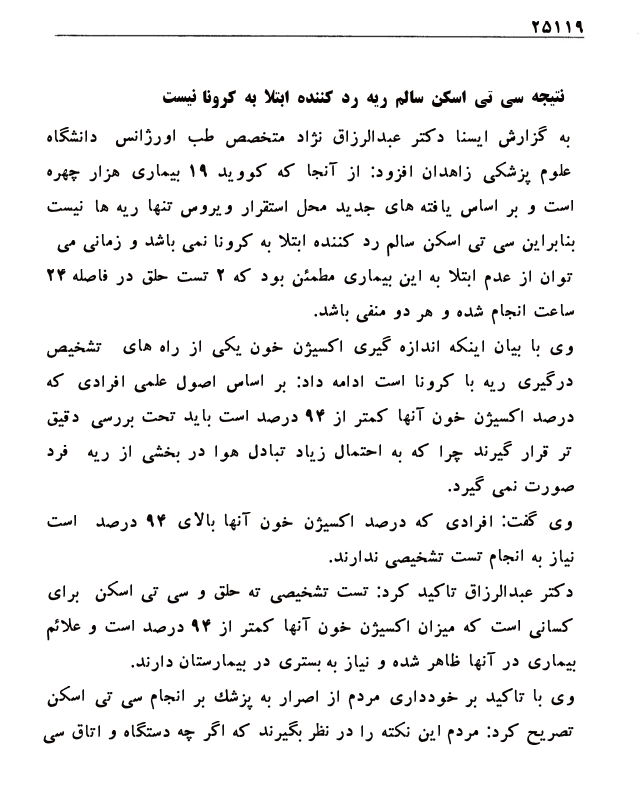 ۲۵۱۱۹
نتیجه سی تی اسکن سالم ریه رد کننده ابتلا به کرونا نیست
به گزارش ایسنا دکتر عبدالرزاق نژاد متخصص طب اورژانس دانشگاه
علوم پزشکی زاهدان افزود: از آنجا که کووید ۱۹ بیماری هزار چهره
است و بر اساس یافته های جدید محل استقرار ویروس تنها ریه ها نیست
بنابراین سی تی اسکن سالم رد کننده ابتلا به کرونا نمی باشد و زمانی می
توان از عدم ابتلا به این بیماری مطمئن بود که ۲ تست حلق در فاصله ۲۴
ساعت انجام شده و هر دو منفی باشد.
وی با بیان اینکه اندازه گیری اکسیژن خون یکی از راه های تشخیص
درگیری ریه با کرونا است ادامه داد: بر اساس اصول علمی افرادی که
درصد اکسیژن خون آنها کمتر از ۹۴ درصد است باید تحت بررسی دقیق
تر قرار گیرند چرا که به احتمال زیاد تبادل هوا در بخشی از ریه فرد
صورت نمی گیرد.
وی گفت: افرادی که درصد اکسیژن خون آنها بالای ۹۴ درصد است
نیاز به انجام تست تشخیصی ندارند.
دکتر عبدالرزاق تاکید کرد: تست تشخیصی ته حلق و سی تی اسکن برای
کسانی است که میزان اکسیژن خون آنها کمتر از ۹۴ درصد است و علائم
بیماری در آنها ظاهر شده و نیاز به بستری در بیمارستان دارند.
وی با تاکید بر خودداری مردم از اصرار به پزشك بر انجام سی تی اسکن
تصریح کرد: مردم این نکته را در نظر بگیرند که اگر چه دستگاه و اتاق سی